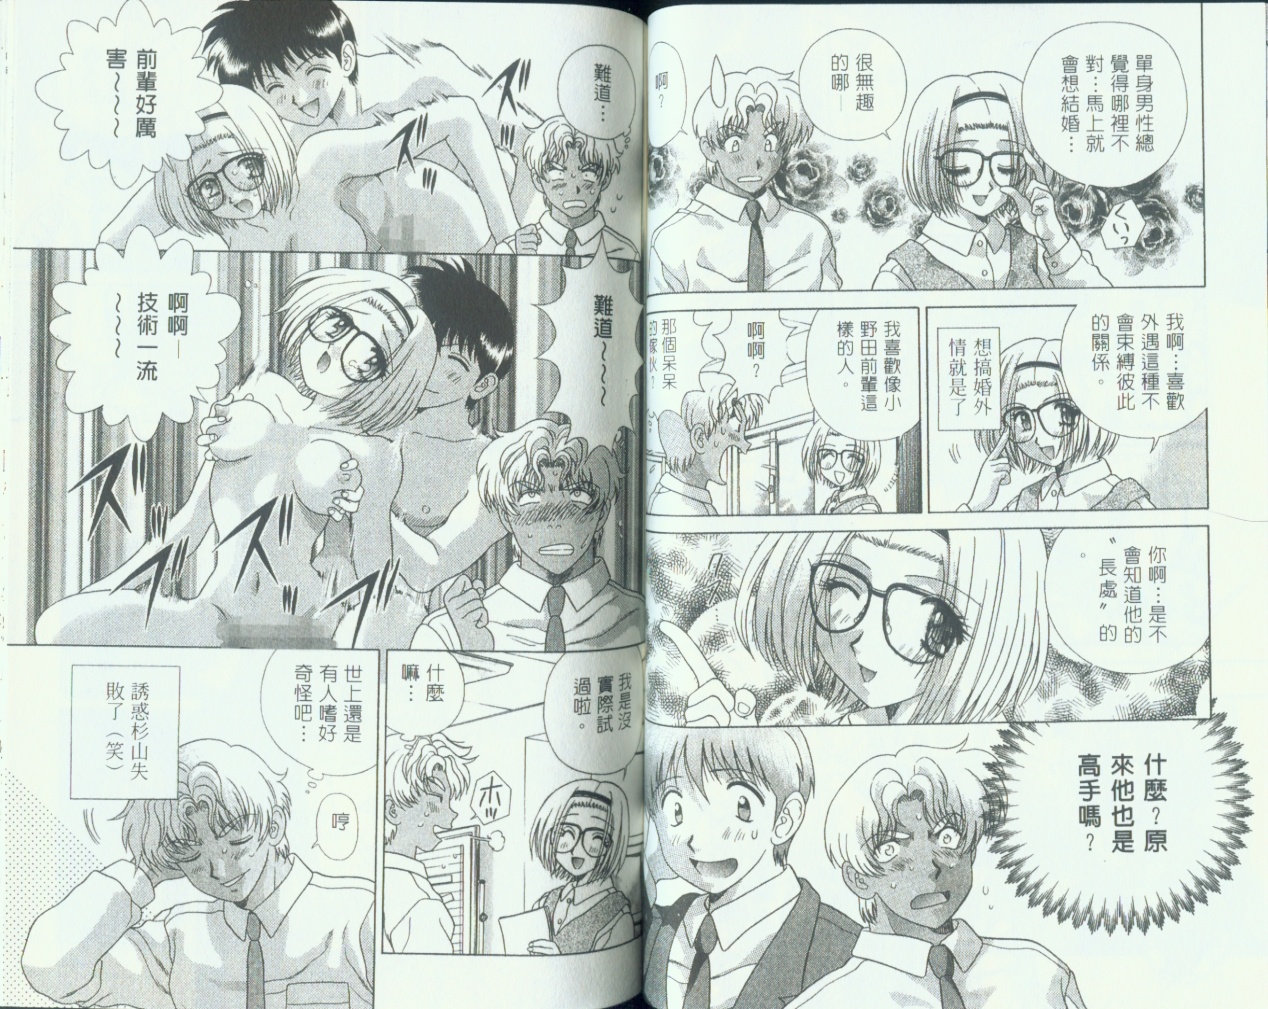 單身男性總
覺得哪裡不
對…馬上就
會想結婚…
很無趣
的哪—
啊？
くいっ
我啊…喜歡
外遇這種不
會束縛彼此
的關係。
想搞婚外
情就是了
我喜歡像小
野田前輩這
樣的人。
啊啊？
那個呆呆
的傢伙？
你啊…是不
會知道他的
〝長處〞的
。
什麼？原
來他也是
高手嗎？
難道…
前輩好厲
害～～～～
難道～～～
啊啊—
技術一流
～～～
我是沒
實際試
過啦。
什麼
嘛…
ホッ
世上還是
有人嗜好
奇怪吧…
哼
誘惑杉山失
敗了（笑）